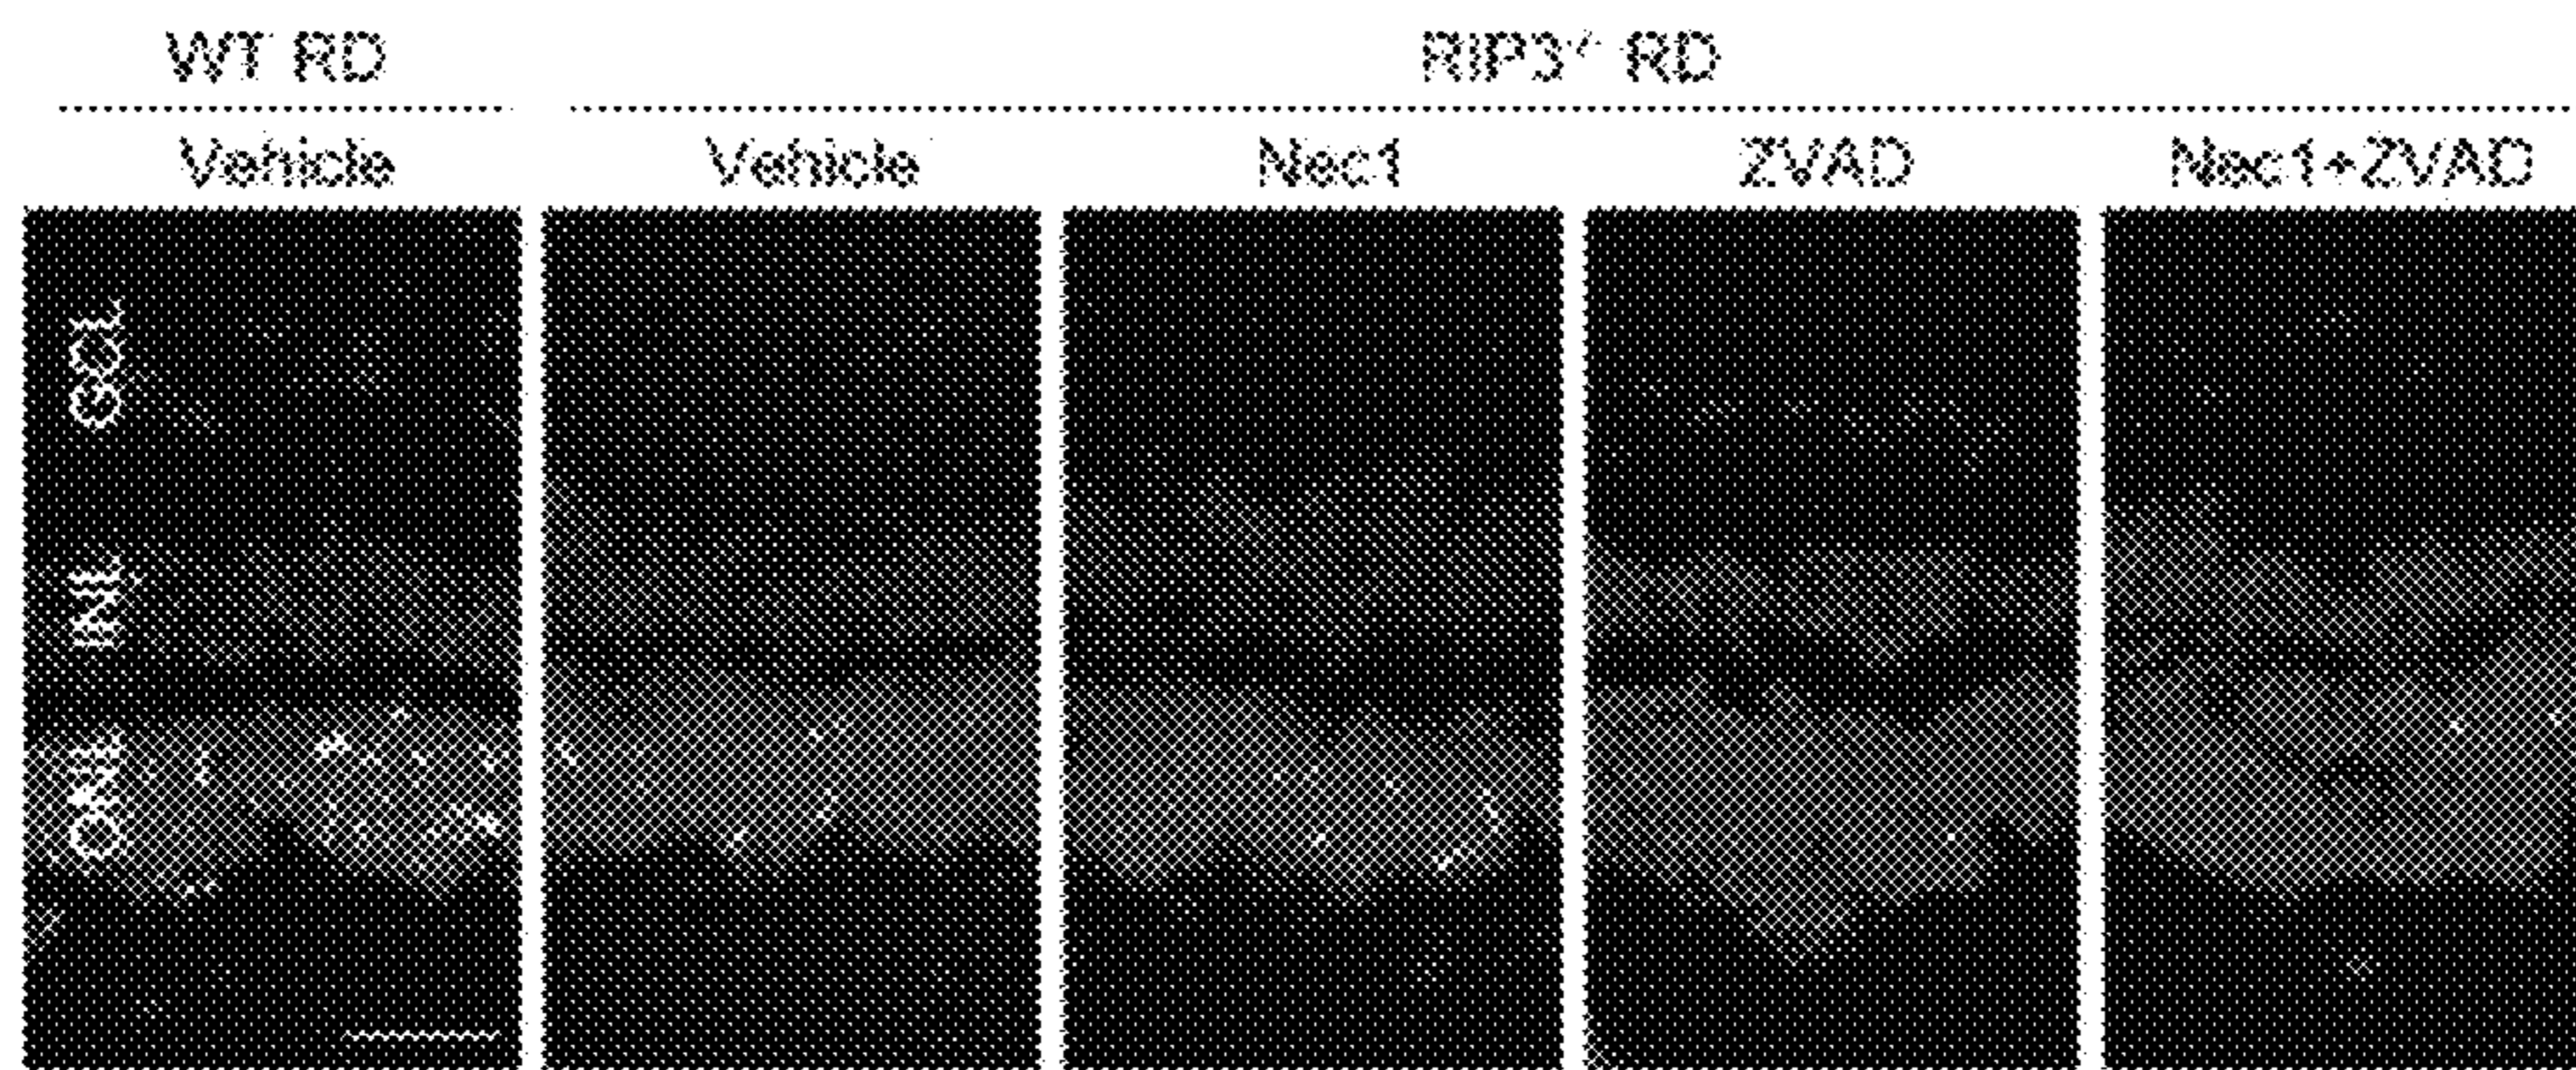 WT RD RIP3-/- RD
Vehicle Vehicle Nec1 ZVAD Nec1+ZVAD
GCL
INL
ONL